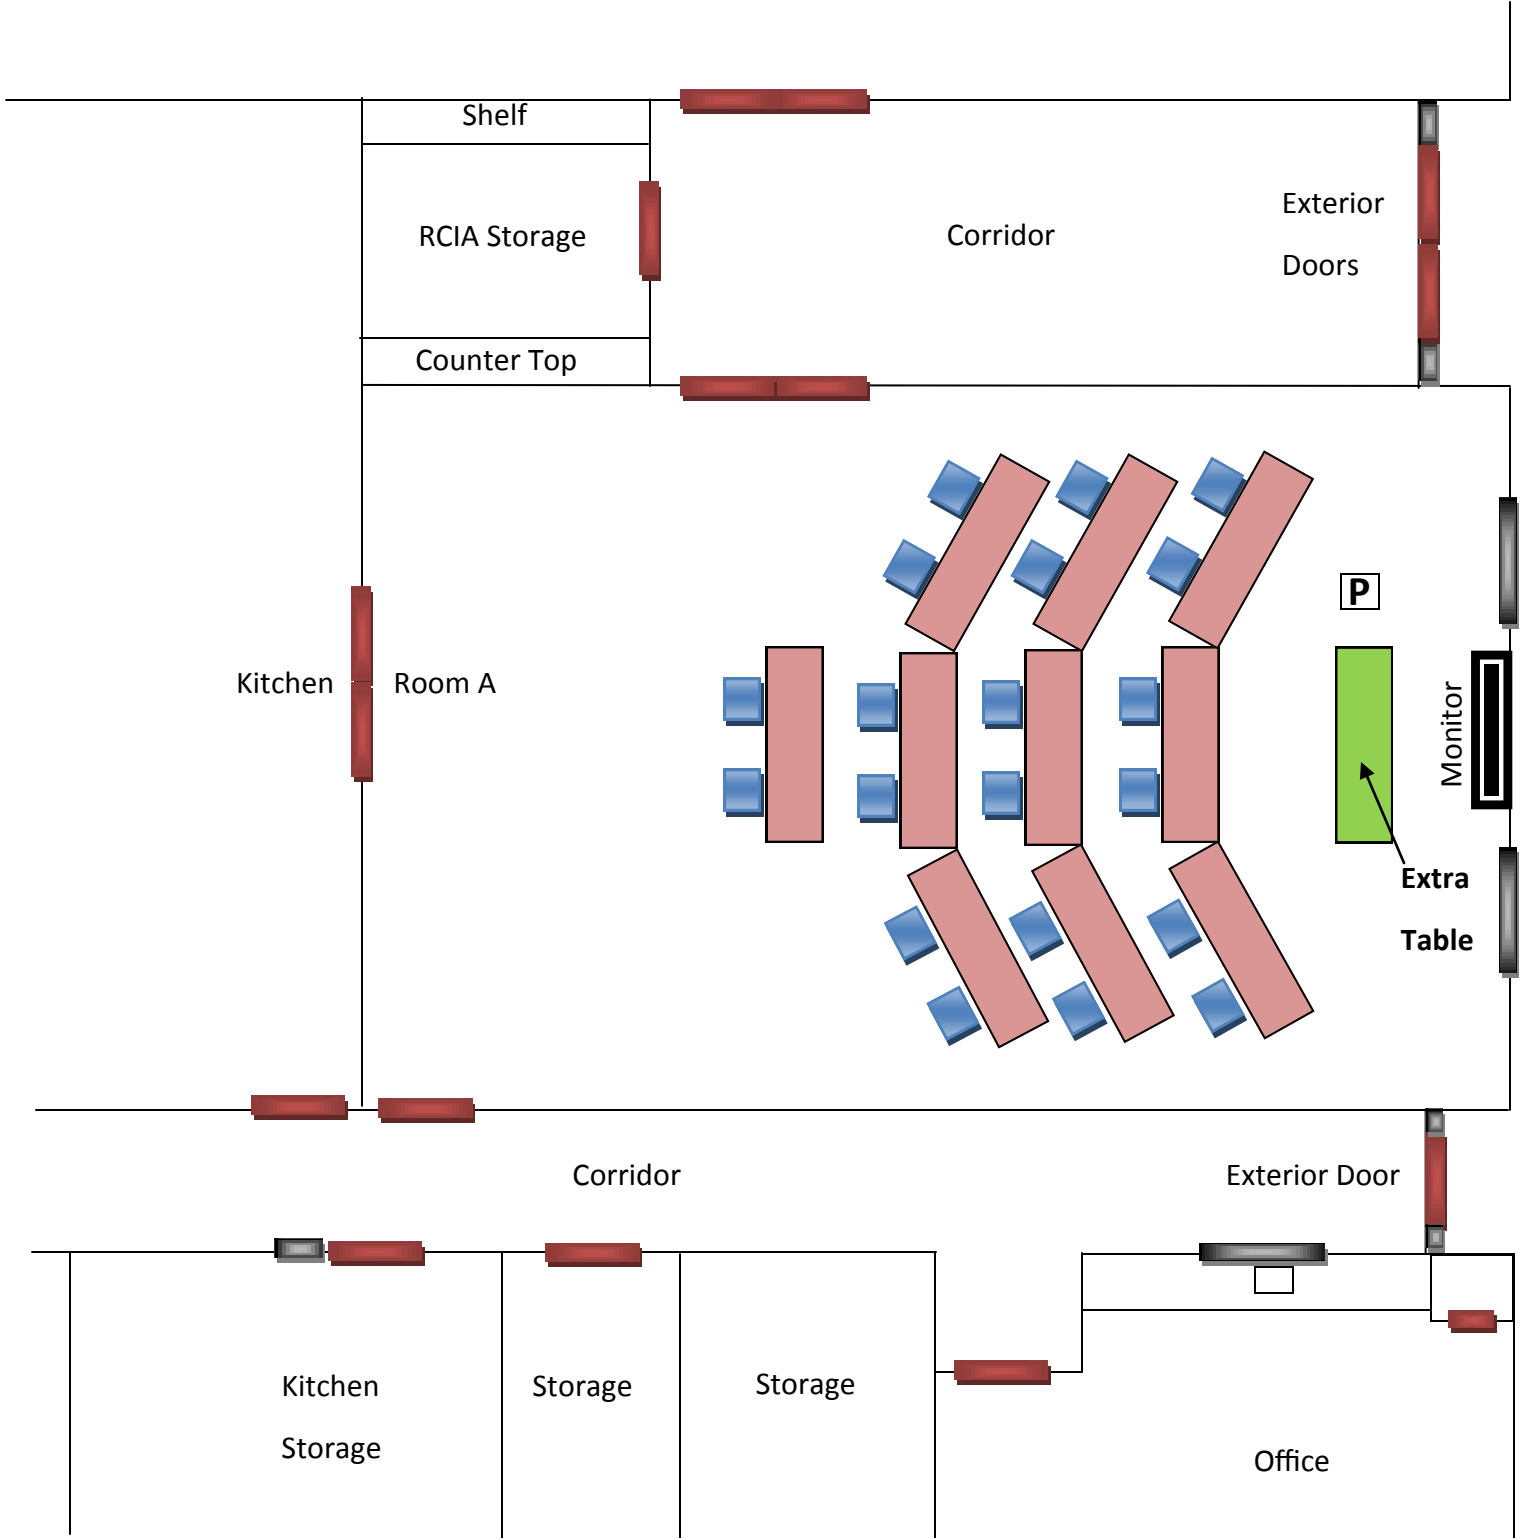 Shelf
Exterior
RCIA Storage
Corridor
Doors
Counter Top
P
Kitchen
Room A
Monitor
Extra
Table
Corridor
Exterior Door
Kitchen
Storage
Storage
Storage
Office